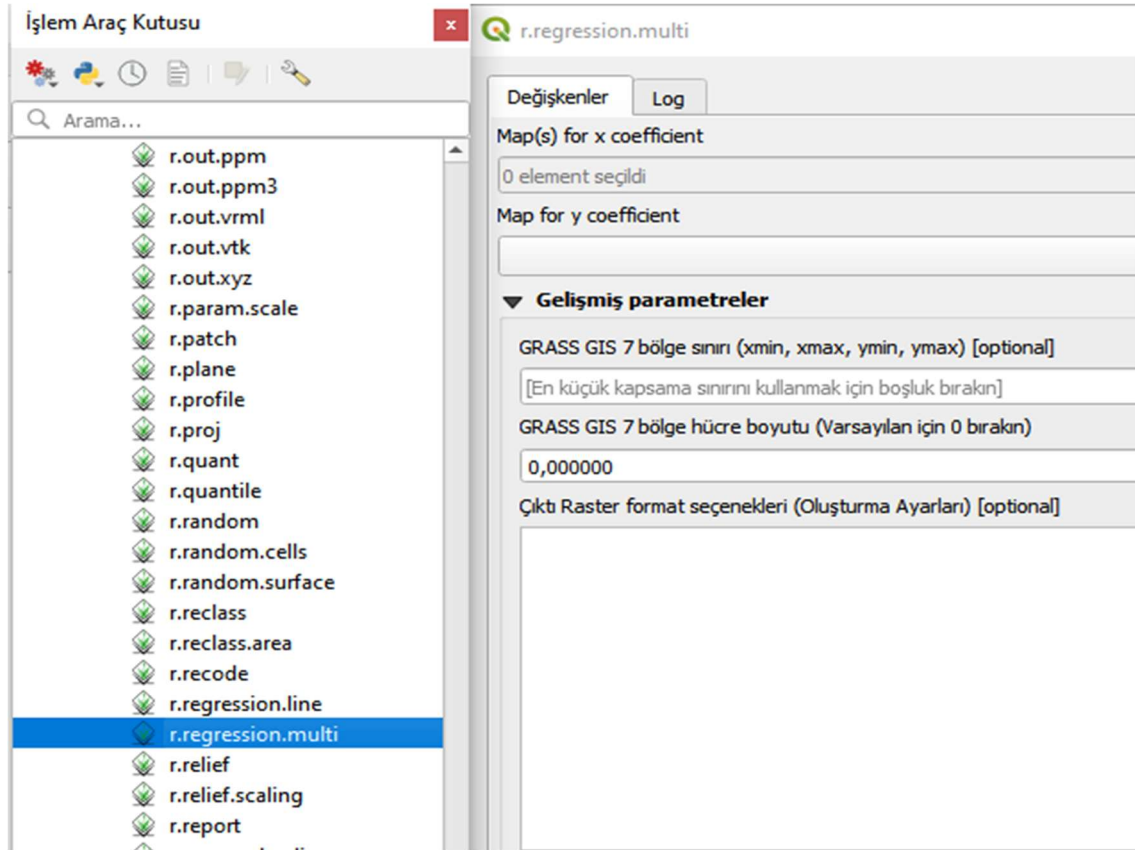 İşlem Araç Kutusu
x
Arama...
r.out.ppm
r.out.ppm3
r.out.vrml
r.out.vtk
r.out.xyz
r.param.scale
r.patch
r.plane
r.profile
r.proj
r.quant
r.quantile
r.random
r.random.cells
r.random.surface
r.reclass
r.reclass.area
r.recode
r.regression.line
r.regression.multi
r.relief
r.relief.scaling
r.report
r.regression.multi
Değişkenler
Log
Map(s) for x coefficient
0 element seçildi
Map for y coefficient
Gelişmiş parametreler
GRASS GIS 7 bölge sınırı (xmin, xmax, ymin, ymax) [optional]
[En küçük kapsama sınırını kullanmak için boşluk bırakın]
GRASS GIS 7 bölge hücre boyutu (Varsayılan için 0 bırakın)
0,000000
Çıktı Raster format seçenekleri (Oluşturma Ayarları) [optional]